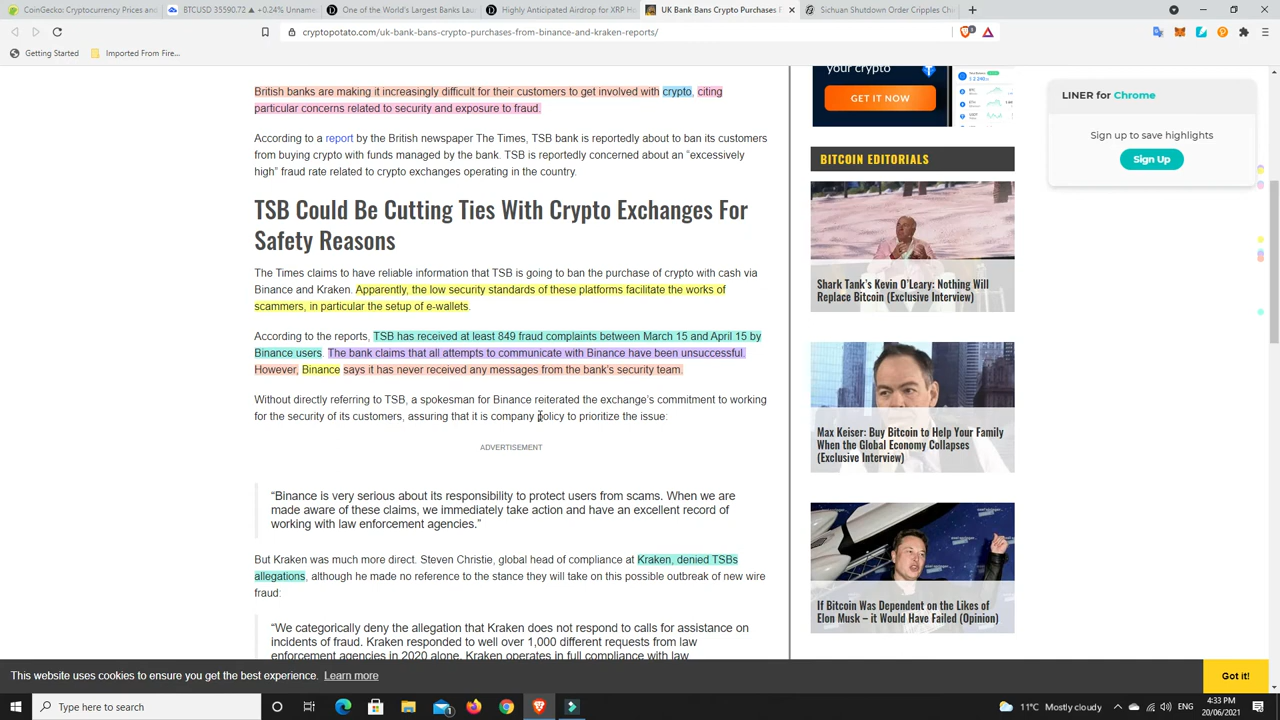 CoinGecko: Cryptocurrency Prices and
BTCUSD 35590.72 ▲ +0.24% Unname
One of the World's Largest Banks Lau
Highly Anticipated Airdrop for XRP H
UK Bank Bans Crypto Purchases F
Sichuan Shutdown Order Cripples Chi
cryptopotato.com/uk-bank-bans-crypto-purchases-from-binance-and-kraken-reports/
Getting Started
Imported From Fire...
are making it increasingly difficult for their customers to get involved with crypto, citing
related to security and exposure to fraud.
According to a report by the British newspaper The Times, TSB bank is reportedly about to ban its customers
from buying crypto with funds managed by the bank. TSB is reportedly concerned about an “excessively
high” fraud rate related to crypto exchanges operating in the country.
TSB Could Be Cutting Ties With Crypto Exchanges For
Safety Reasons
The Times claims to have reliable information that TSB is going to ban the purchase of crypto with cash via
Binance and Kraken. Apparently, the low security standards of these platforms facilitate the works of
scammers, in particular the setup of e-wallets.
According to the reports, TSB has received at least 849 fraud complaints between March 15 and April 15 by
Binance users. The bank claims that all attempts to communicate with Binance have been unsuccessful.
However, Binance says it has never received any messages from the bank's security team.
Without directly referring to TSB, a spokesman for Binance reiterated the exchange's commitment to working
for the security of its customers, assuring that it is company policy to prioritize the issue:
ADVERTISEMENT
“Binance is very serious about its responsibility to protect users from scams. When we are
made aware of these claims, we immediately take action and have an excellent record of
working with law enforcement agencies.”
But Kraken was much more direct. Steven Christie, global head of compliance at Kraken, denied TSBs
allegations, although he made no reference to the stance they will take on this possible outbreak of new wire
fraud:
“We categorically deny the allegation that Kraken does not respond to calls for assistance on
incidents of fraud. Kraken responded to well over 1,000 different requests from law
enforcement agencies in 2020 alone. Kraken operates in full compliance with law
your crypto
GET IT NOW
BITCOIN EDITORIALS
Shark Tank's Kevin O'Leary: Nothing Will
Replace Bitcoin (Exclusive Interview)
Max Keiser: Buy Bitcoin to Help Your Family
When the Global Economy Collapses
(Exclusive Interview)
If Bitcoin Was Dependent on the Likes of
Elon Musk – it Would Have Failed (Opinion)
LINER for Chrome
Sign up to save highlights
Sign Up
This website uses cookies to ensure you get the best experience. Learn more
Got it!
Type here to search
11°C Mostly cloudy
ENG
4:33 PM
20/06/2021